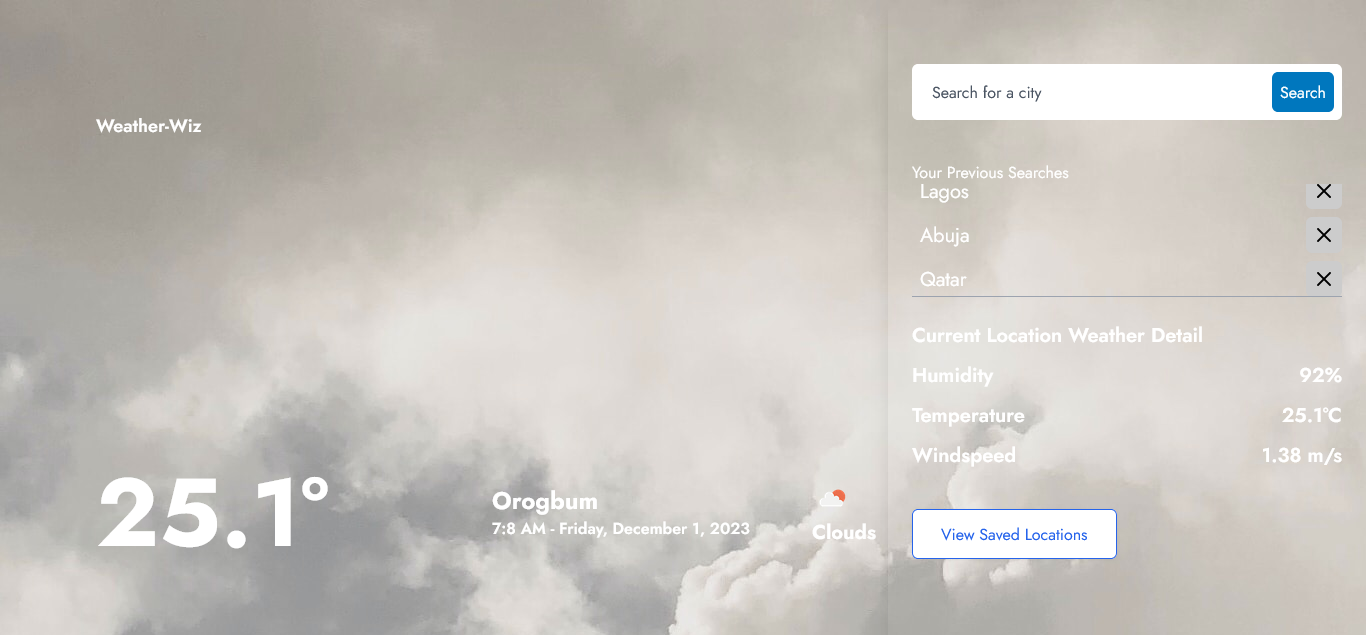 Weather-Wiz
25.1°
Orogbum
7:8 AM - Friday, December 1, 2023
Clouds
Search for a city
Search
Your Previous Searches
Lagos
Abuja
Qatar
Current Location Weather Detail
Humidity 92%
Temperature 25.1°C
Windspeed 1.38 m/s
View Saved Locations